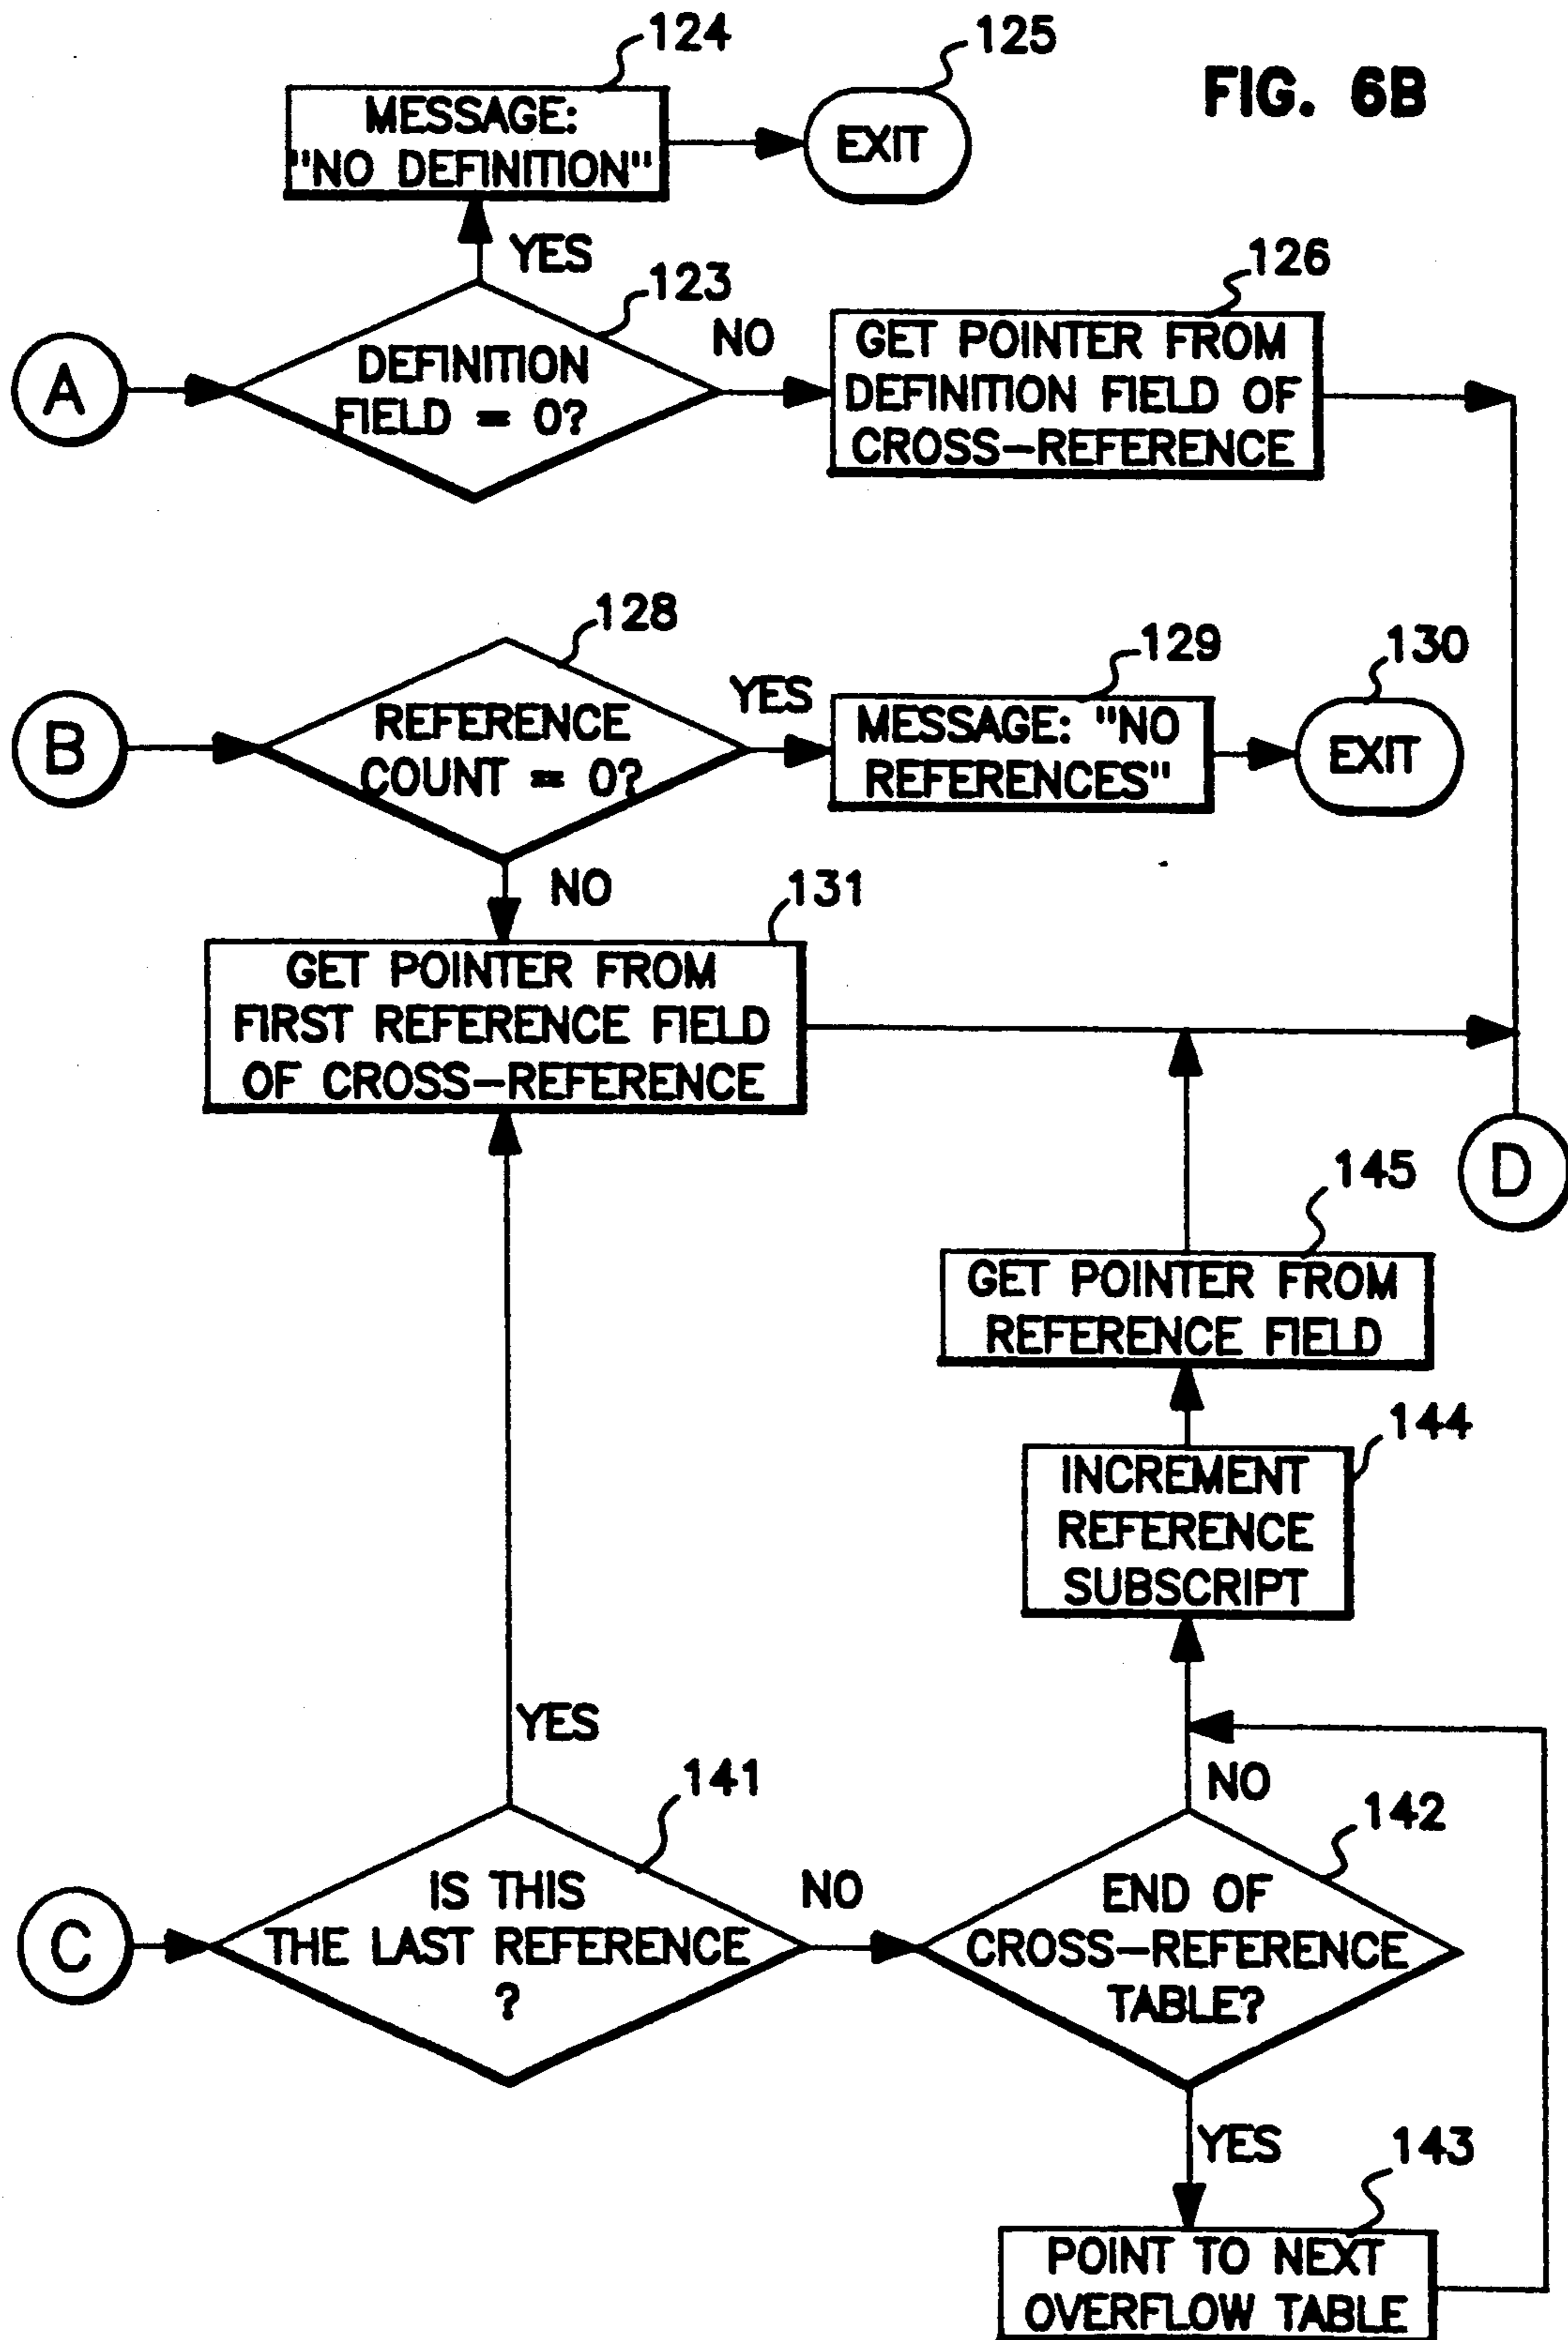 FIG. 6B
124
125
MESSAGE:
"NO DEFINITION"
EXIT
YES
123
126
A
DEFINITION
FIELD = 0?
NO
GET POINTER FROM
DEFINITION FIELD OF
CROSS-REFERENCE
128
129
130
B
REFERENCE
COUNT = 0?
YES
MESSAGE: "NO
REFERENCES"
EXIT
NO
131
GET POINTER FROM
FIRST REFERENCE FIELD
OF CROSS-REFERENCE
D
145
GET POINTER FROM
REFERENCE FIELD
144
INCREMENT
REFERENCE
SUBSCRIPT
YES
NO
141
142
C
IS THIS
THE LAST REFERENCE
?
NO
END OF
CROSS-REFERENCE
TABLE?
YES
143
POINT TO NEXT
OVERFLOW TABLE